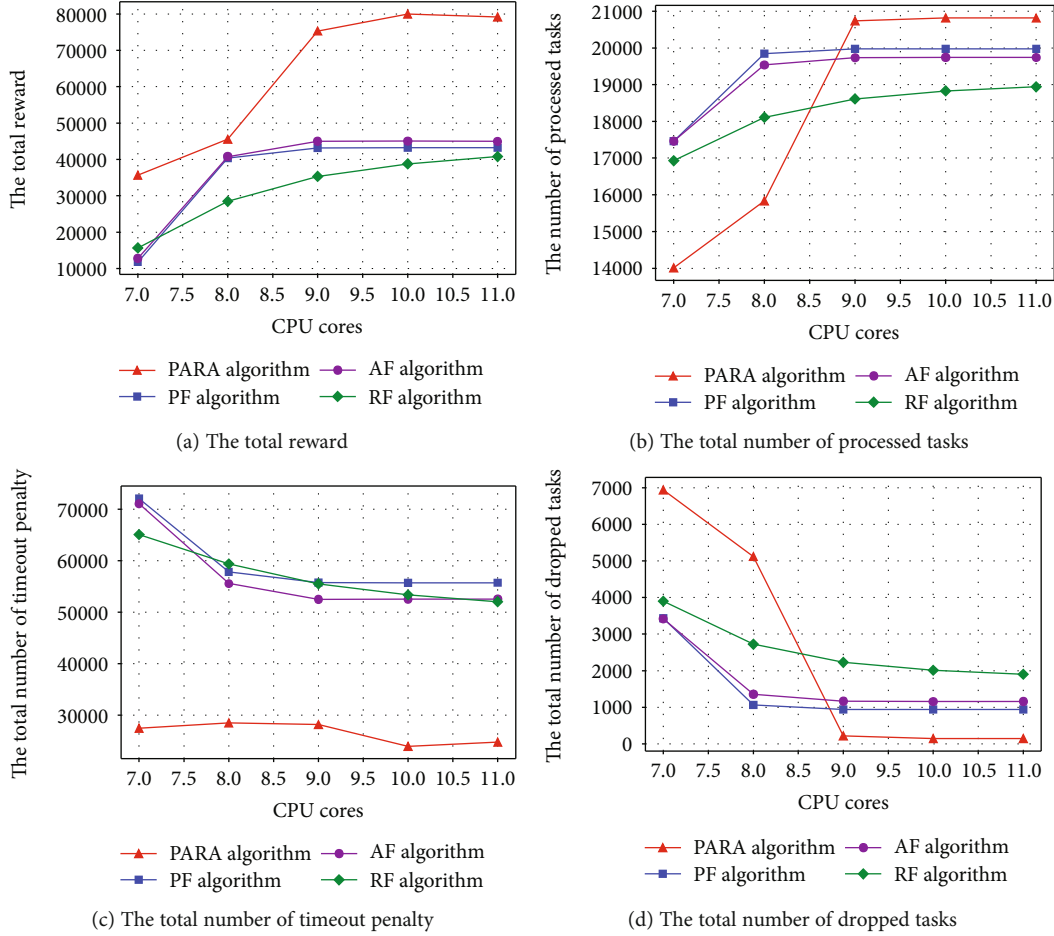 The total reward
80000
70000
60000
50000
40000
30000
20000
10000
7.0 7.5 8.0 8.5 9.0 9.5 10.0 10.5 11.0
CPU cores
PARA algorithm AF algorithm
PF algorithm RF algorithm
(a) The total reward
The number of processed tasks
21000
20000
19000
18000
17000
16000
15000
14000
7.0 7.5 8.0 8.5 9.0 9.5 10.0 10.5 11.0
CPU cores
PARA algorithm AF algorithm
PF algorithm RF algorithm
(b) The total number of processed tasks
The total number of timeout penalty
70000
60000
50000
40000
30000
7.0 7.5 8.0 8.5 9.0 9.5 10.0 10.5 11.0
CPU cores
PARA algorithm AF algorithm
PF algorithm RF algorithm
(c) The total number of timeout penalty
The total number of dropped tasks
7000
6000
5000
4000
3000
2000
1000
0
7.0 7.5 8.0 8.5 9.0 9.5 10.0 10.5 11.0
CPU cores
PARA algorithm AF algorithm
PF algorithm RF algorithm
(d) The total number of dropped tasks